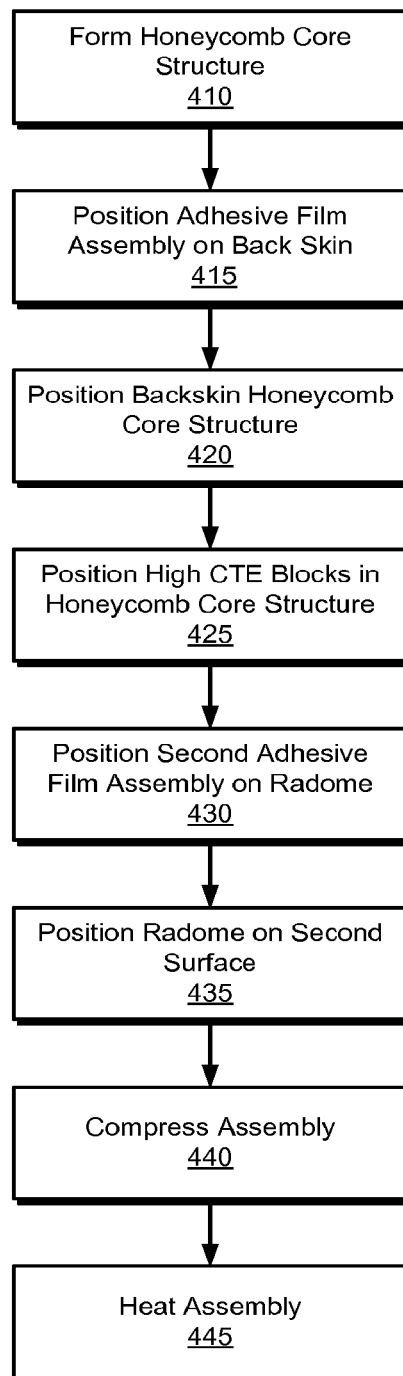 Form Honeycomb Core
Structure
410
Position Adhesive Film
Assembly on Back Skin
415
Position Backskin Honeycomb
Core Structure
420
Position High CTE Blocks in
Honeycomb Core Structure
425
Position Second Adhesive
Film Assembly on Radome
430
Position Radome on Second
Surface
435
Compress Assembly
440
Heat Assembly
445